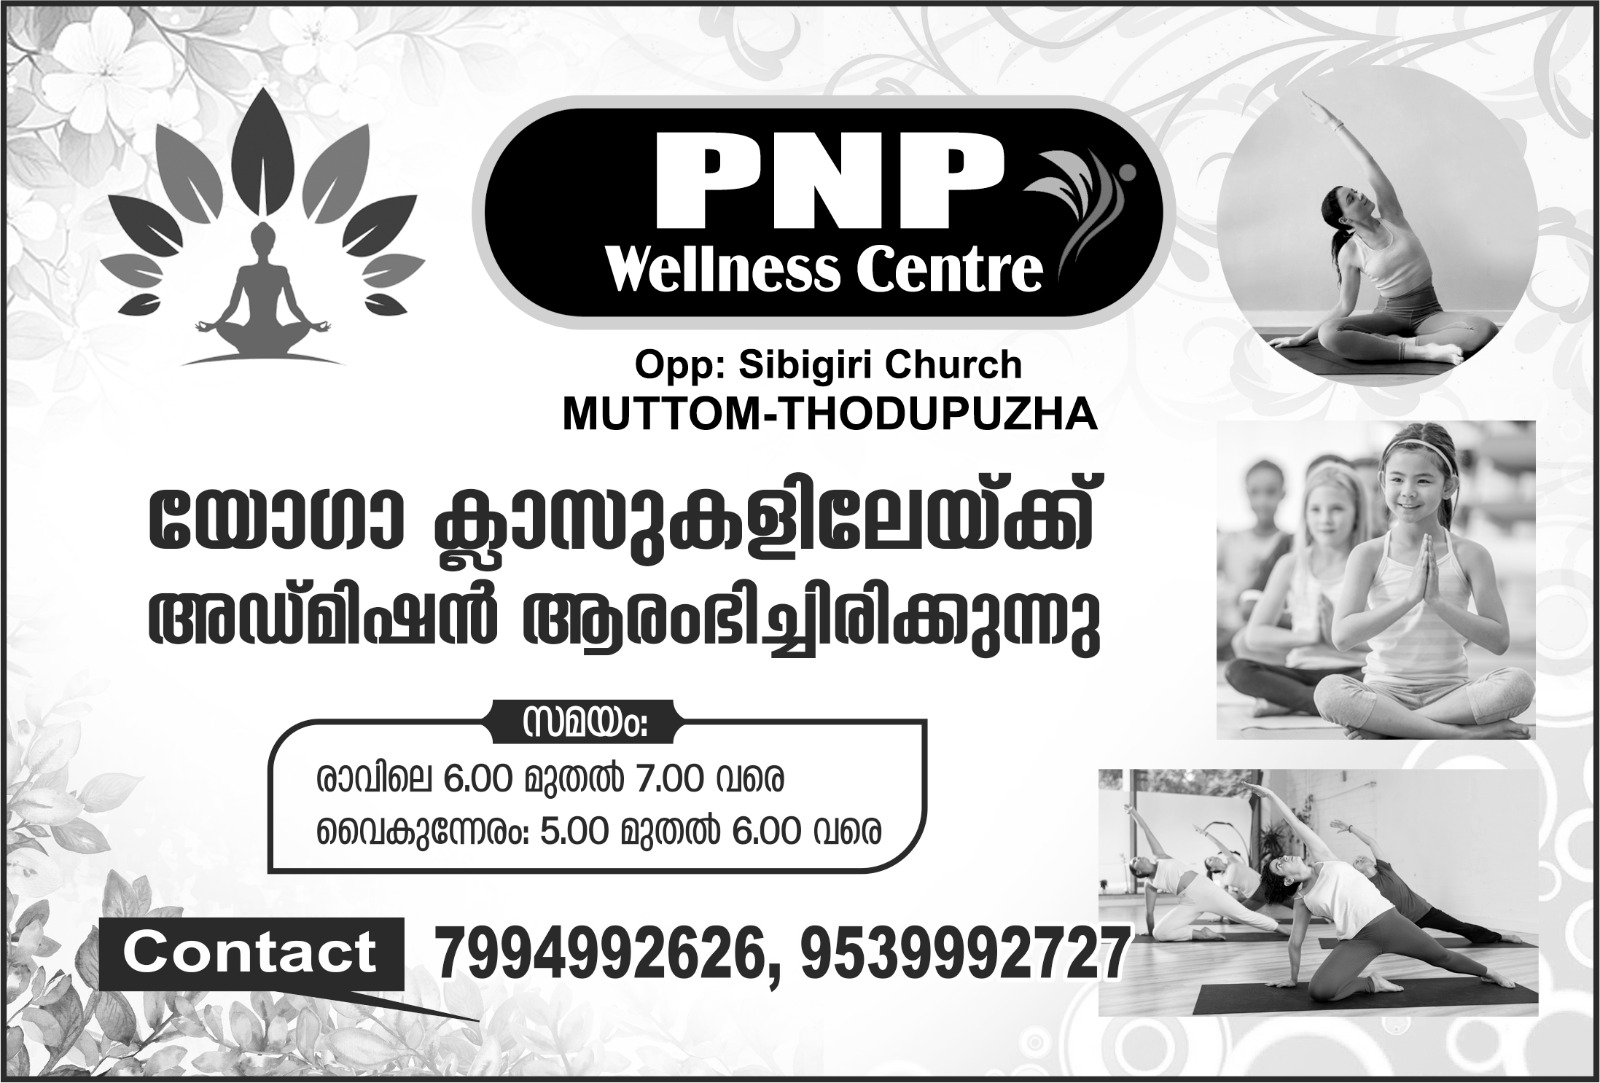 PNP
Wellness Centre
Opp: Sibigiri Church
MUTTOM-THODUPUZHA
യോഗാ ക്ലാസുകളിലേയ്ക്ക്
അഡ്മിഷൻ ആരംഭിച്ചിരിക്കുന്നു
സമയം:
രാവിലെ 6.00 മുതൽ 7.00 വരെ
വൈകുന്നേരം: 5.00 മുതൽ 6.00 വരെ
Contact 7994992626, 9539992727